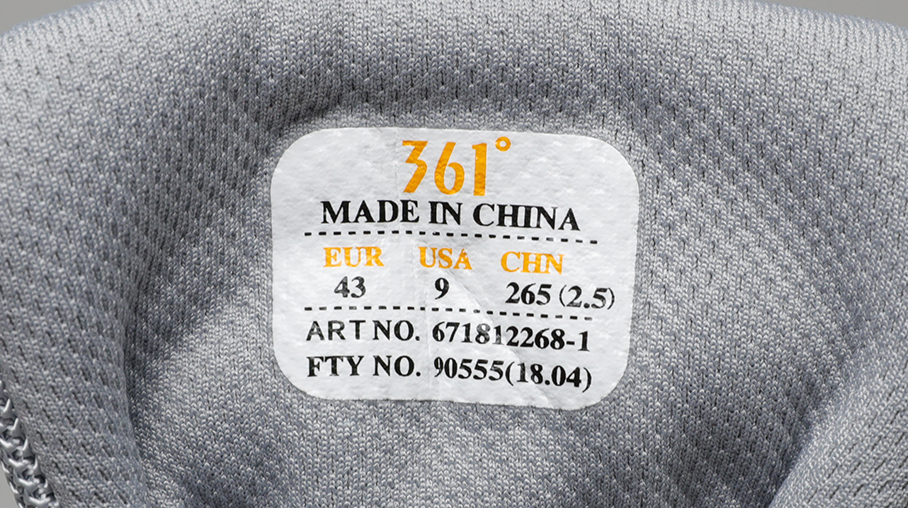 361°
MADE IN CHINA
EUR USA CHN
43 9 265 (2.5)
ART NO. 671812268-1
FTY NO. 90555(18.04)